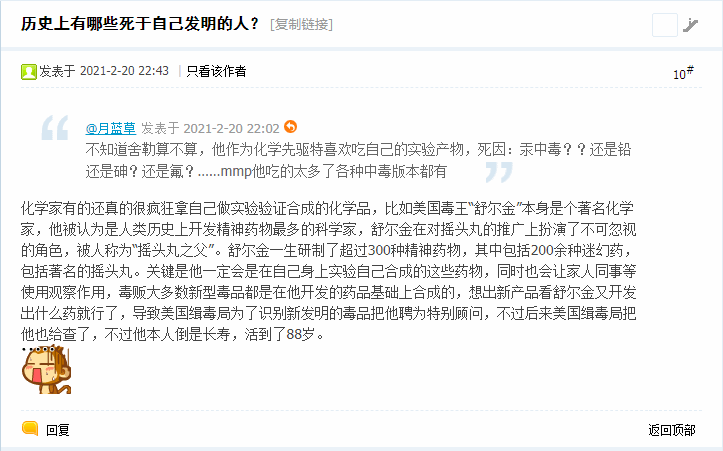 历史上有哪些死于自己发明的人？ [复制链接]
发表于 2021-2-20 22:43 | 只看该作者
10#
@月蓝草 发表于 2021-2-20 22:02
不知道舍勒算不算，他作为化学先驱特喜欢吃自己的实验产物，死因：汞中毒？？还是铅
还是砷？还是氰？......mmp他吃的太多了各种中毒版本都有
化学家有的还真的很疯狂拿自己做实验验证合成的化学品，比如美国毒王“舒尔金”本身是个著名化学
家，他被认为是人类历史上开发精神药物最多的科学家，舒尔金在对摇头丸的推广上扮演了不可忽视
的角色，被人称为“摇头丸之父”。舒尔金一生研制了超过300种精神药物，其中包括200余种迷幻药，
包括著名的摇头丸。关键是他一定会是在自己身上实验自己合成的这些药物，同时也会让家人同事等
使用观察作用，毒贩大多数新型毒品都是在他开发的药品基础上合成的，想出新产品看舒尔金又开发
出什么药就行了，导致美国缉毒局为了识别新发明的毒品把他聘为特别顾问，不过后来美国缉毒局把
他也给查了，不过他本人倒是长寿，活到了88岁。
回复
返回顶部